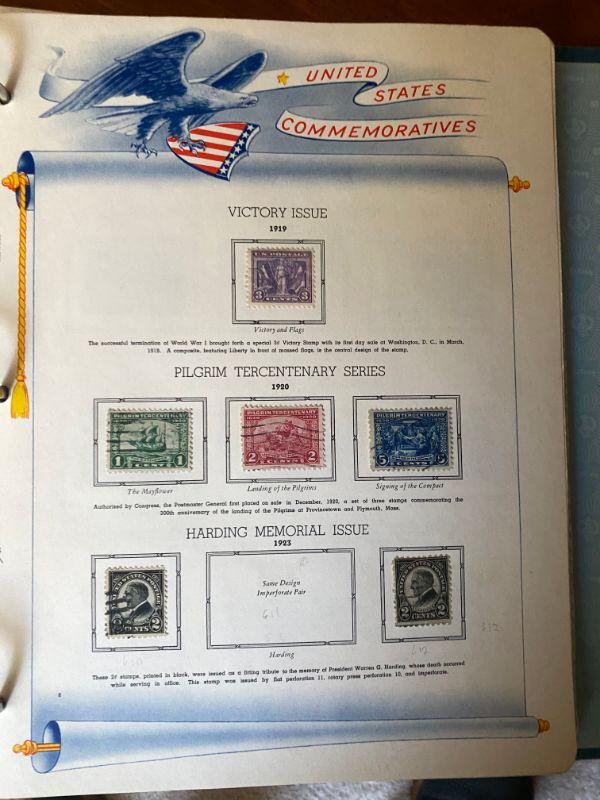 UNITED
STATES
COMMEMORATIVES
VICTORY ISSUE
1919
U.S. POSTAGE
3 3
CENTS
Victory and Flags
The successful termination of World War I brought forth a special 3¢ Victory Stamp with its first day sale at Washington, D. C., in March,
1919. A composite, featuring Liberty in front of massed flags, is the central design of the stamp.
PILGRIM TERCENTENARY SERIES
1920
PILGRIM TERCENTENARY
1 CENT 1
The Mayflower
PILGRIM TERCENTENARY
2 CENTS 2
Landing of the Pilgrims
PILGRIM TERCENTENARY
5 CENTS 5
Signing of the Compact
Authorized by Congress, the Postmaster General first placed on sale in December, 1920, a set of three stamps commemorating the
300th anniversary of the landing of the Pilgrims at Provincetown and Plymouth, Mass.
HARDING MEMORIAL ISSUE
1923
2 CENTS 2
610
Same Design
Imperforate Pair
611
Harding
2 CENTS 2
612
612
These 2¢ stamps, printed in black, were issued as a fitting tribute to the memory of President Warren G. Harding, whose death occurred
while serving in office. This stamp was issued by flat perforation 11, rotary press perforation 10, and imperforate.